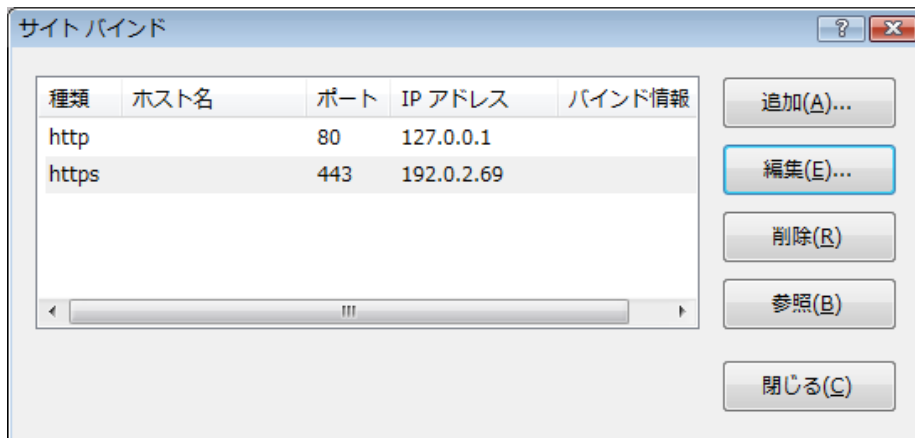 サイト バインド
種類 ホスト名 ポート IP アドレス バインド情報
http 80 127.0.0.1
https 443 192.0.2.69
追加(A)...
編集(E)...
削除(R)
参照(B)
閉じる(C)